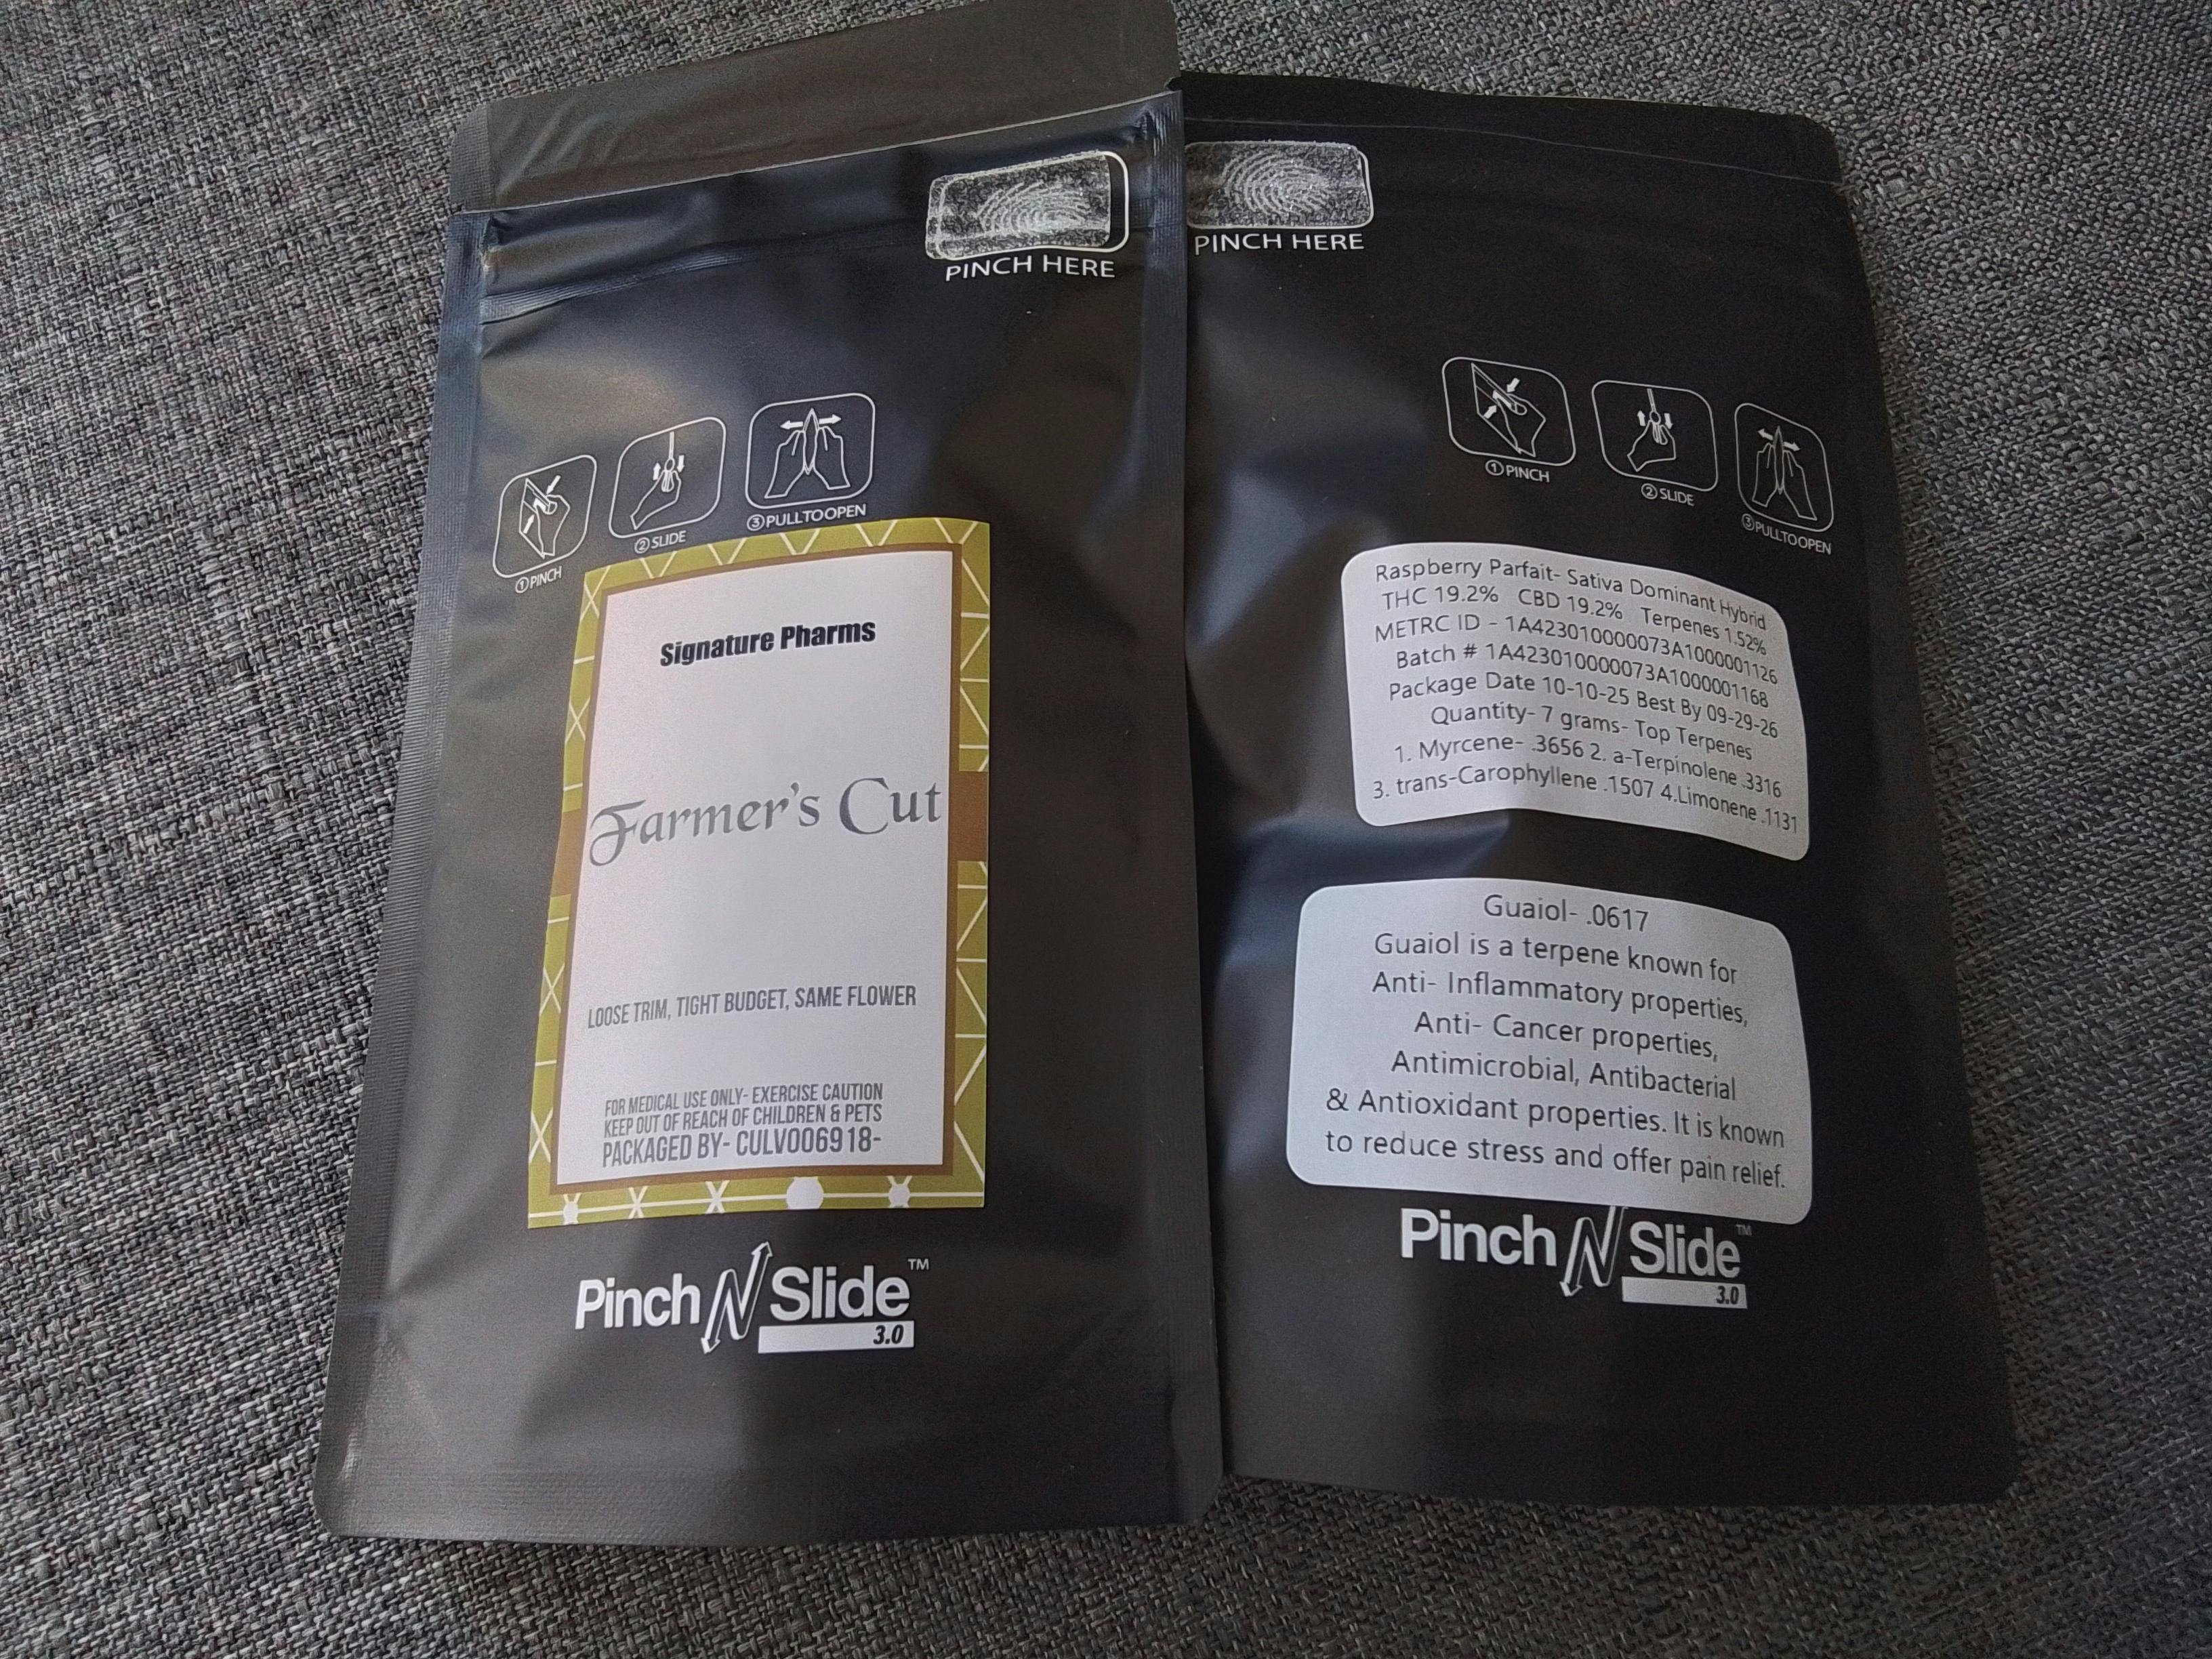 PINCH HERE
①PINCH
②SLIDE
③PULLTOOPEN
Signature Pharms
Farmer's Cut
LOOSE TRIM, TIGHT BUDGET, SAME FLOWER
FOR MEDICAL USE ONLY- EXERCISE CAUTION
KEEP OUT OF REACH OF CHILDREN & PETS
PACKAGED BY- CULV006918-
Pinch N Slide™
3.0
PINCH HERE
①PINCH
②SLIDE
③PULLTOOPEN
Raspberry Parfait- Sativa Dominant Hybrid
THC 19.2% CBD 19.2% Terpenes 1.52%
METRC ID - 1A423010000073A1000001126
Batch # 1A423010000073A1000001168
Package Date 10-10-25 Best By 09-29-26
Quantity- 7 grams- Top Terpenes
1. Myrcene- .3656 2. a-Terpinolene .3316
3. trans-Carophyllene .1507 4.Limonene .1131
Guaiol- .0617
Guaiol is a terpene known for
Anti- Inflammatory properties,
Anti- Cancer properties,
Antimicrobial, Antibacterial
& Antioxidant properties. It is known
to reduce stress and offer pain relief.
Pinch N Slide™
3.0